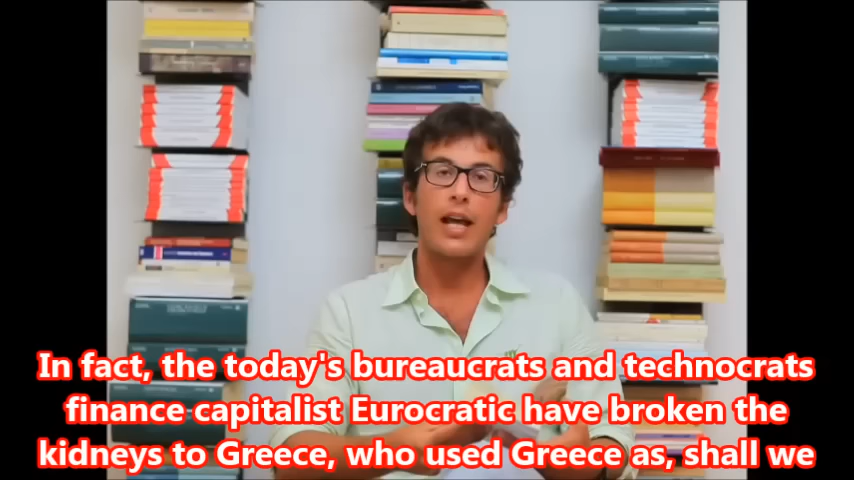 In fact, the today's bureaucrats and technocrats
finance capitalist Eurocratic have broken the
kidneys to Greece, who used Greece as, shall we